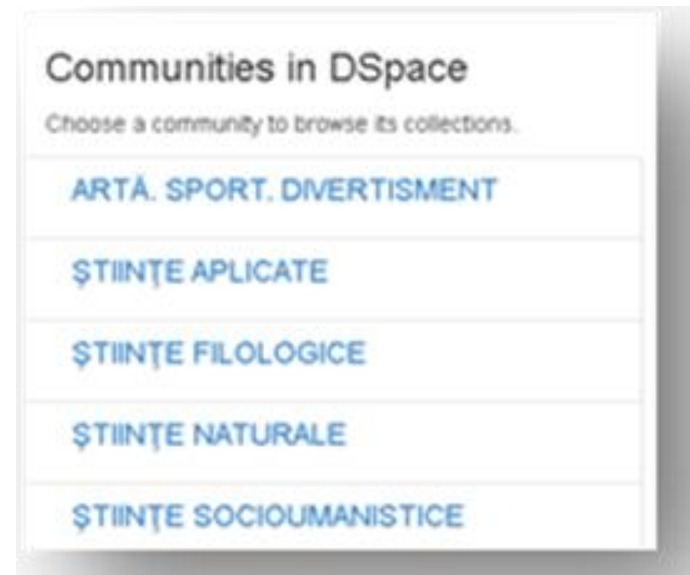 Communities in DSpace
Choose a community to browse its collections.
ARTĂ. SPORT. DIVERTISMENT
ŞTIINŢE APLICATE
ŞTIINŢE FILOLOGICE
ŞTIINŢE NATURALE
ŞTIINŢE SOCIOUMANISTICE